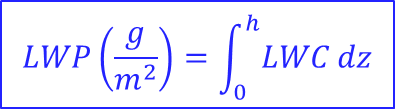 LWP (g/m²) = ∫₀ʰ LWC dz